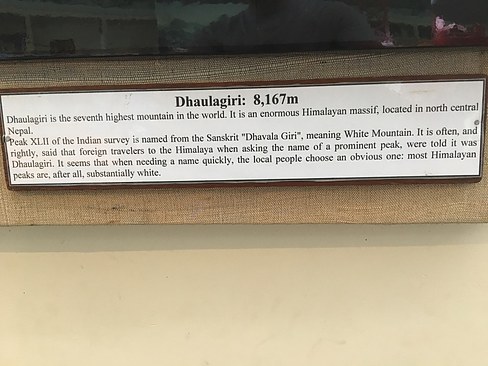 Dhaulagiri: 8,167m
Dhaulagiri is the seventh highest mountain in the world. It is an enormous Himalayan massif, located in north central
Nepal.
Peak XLII of the Indian survey is named from the Sanskrit "Dhavala Giri", meaning White Mountain. It is often, and
rightly, said that foreign travelers to the Himalaya when asking the name of a prominent peak, were told it was
Dhaulagiri. It seems that when needing a name quickly, the local people choose an obvious one: most Himalayan
peaks are, after all, substantially white.